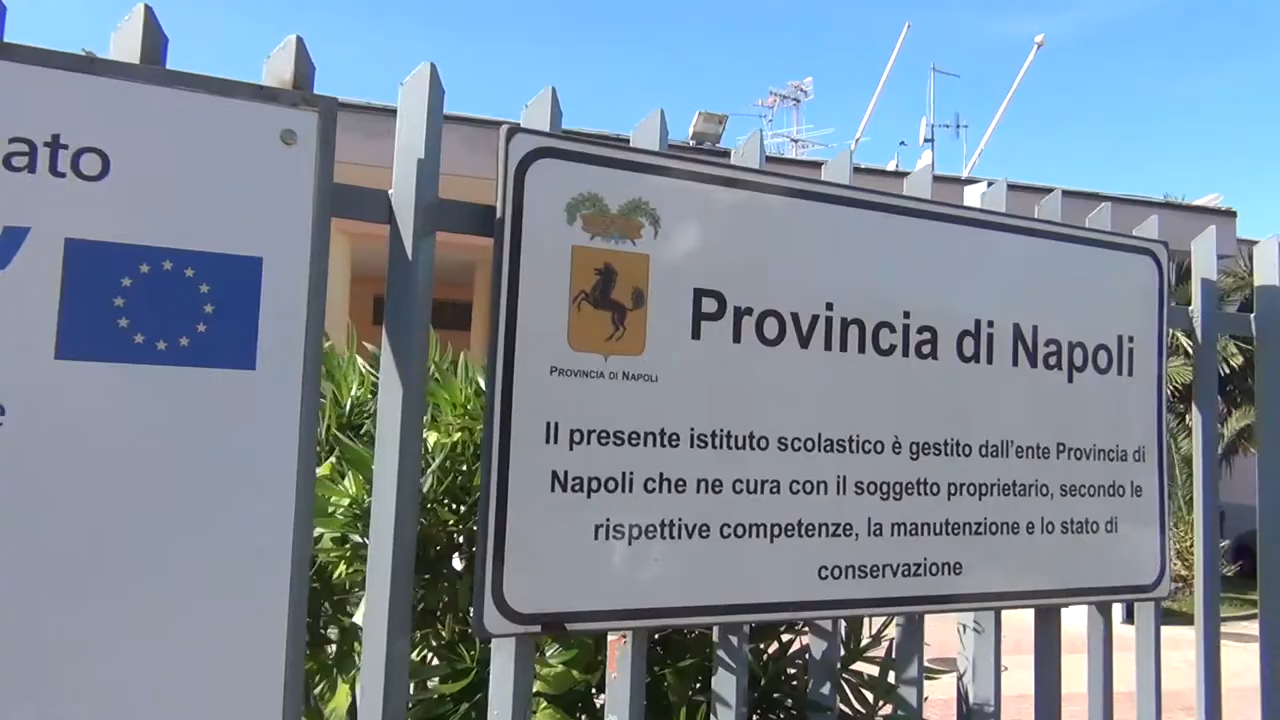 ato
e
Provincia di Napoli
PROVINCIA DI NAPOLI
Il presente istituto scolastico è gestito dall'ente Provincia di
Napoli che ne cura con il soggetto proprietario, secondo le
rispettive competenze, la manutenzione e lo stato di
conservazione